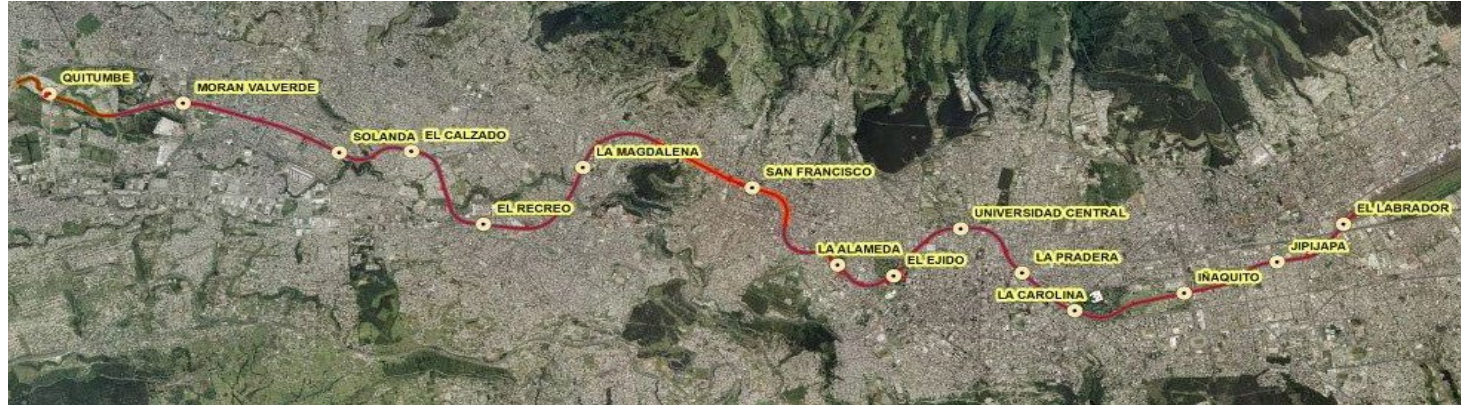 QUITUMBE
MORAN VALVERDE
SOLANDA
EL CALZADO
EL RECREO
LA MAGDALENA
SAN FRANCISCO
LA ALAMEDA
EL EJIDO
UNIVERSIDAD CENTRAL
LA PRADERA
LA CAROLINA
IÑAQUITO
JIPIJAPA
EL LABRADOR